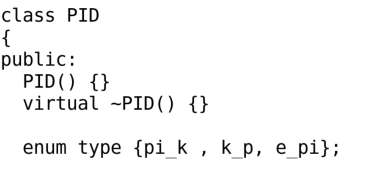 class PID
{
public:
  PID() {}
  virtual ~PID() {}

  enum type {pi_k , k_p, e_pi};